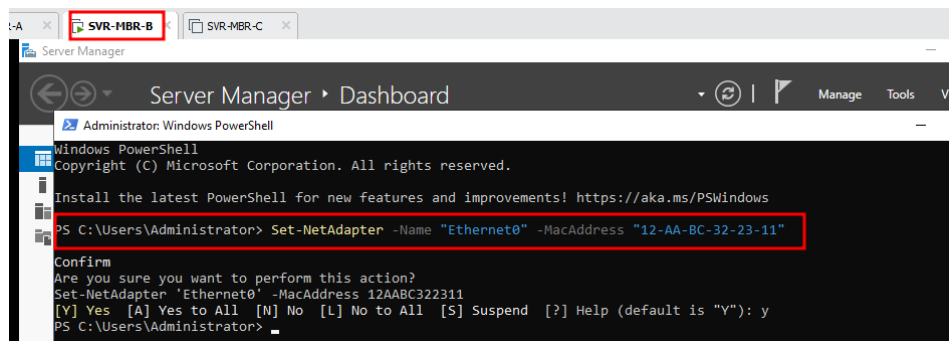 -A × SVR-MBR-B × SVR-MBR-C ×
Server Manager
Server Manager ‣ Dashboard Manage Tools V
Administrator: Windows PowerShell
Windows PowerShell
Copyright (C) Microsoft Corporation. All rights reserved.
Install the latest PowerShell for new features and improvements! https://aka.ms/PSWindows
PS C:\Users\Administrator> Set-NetAdapter -Name "Ethernet0" -MacAddress "12-AA-BC-32-23-11"
Confirm
Are you sure you want to perform this action?
Set-NetAdapter 'Ethernet0' -MacAddress 12AABC322311
[Y] Yes  [A] Yes to All  [N] No  [L] No to All  [S] Suspend  [?] Help (default is "Y"): y
PS C:\Users\Administrator> _